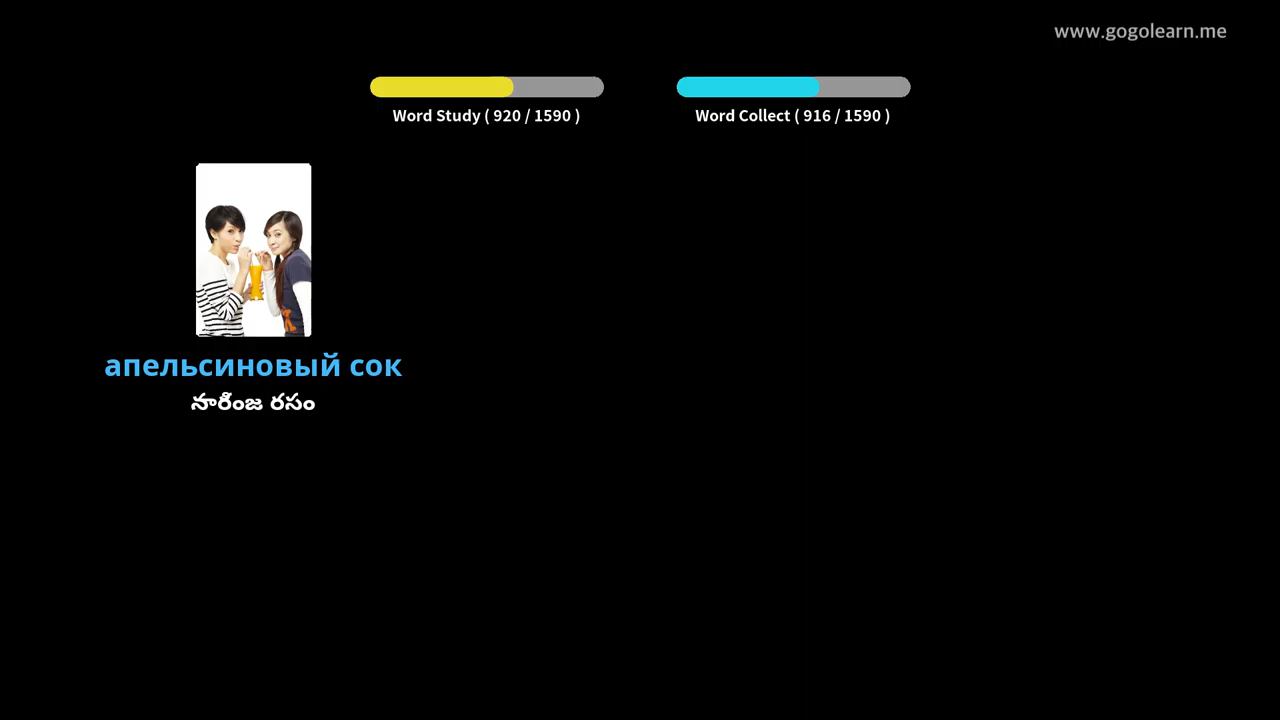 www.gogolearn.me
Word Study ( 920 / 1590 )
Word Collect ( 916 / 1590 )
апельсиновый сок
నారింజ రసం